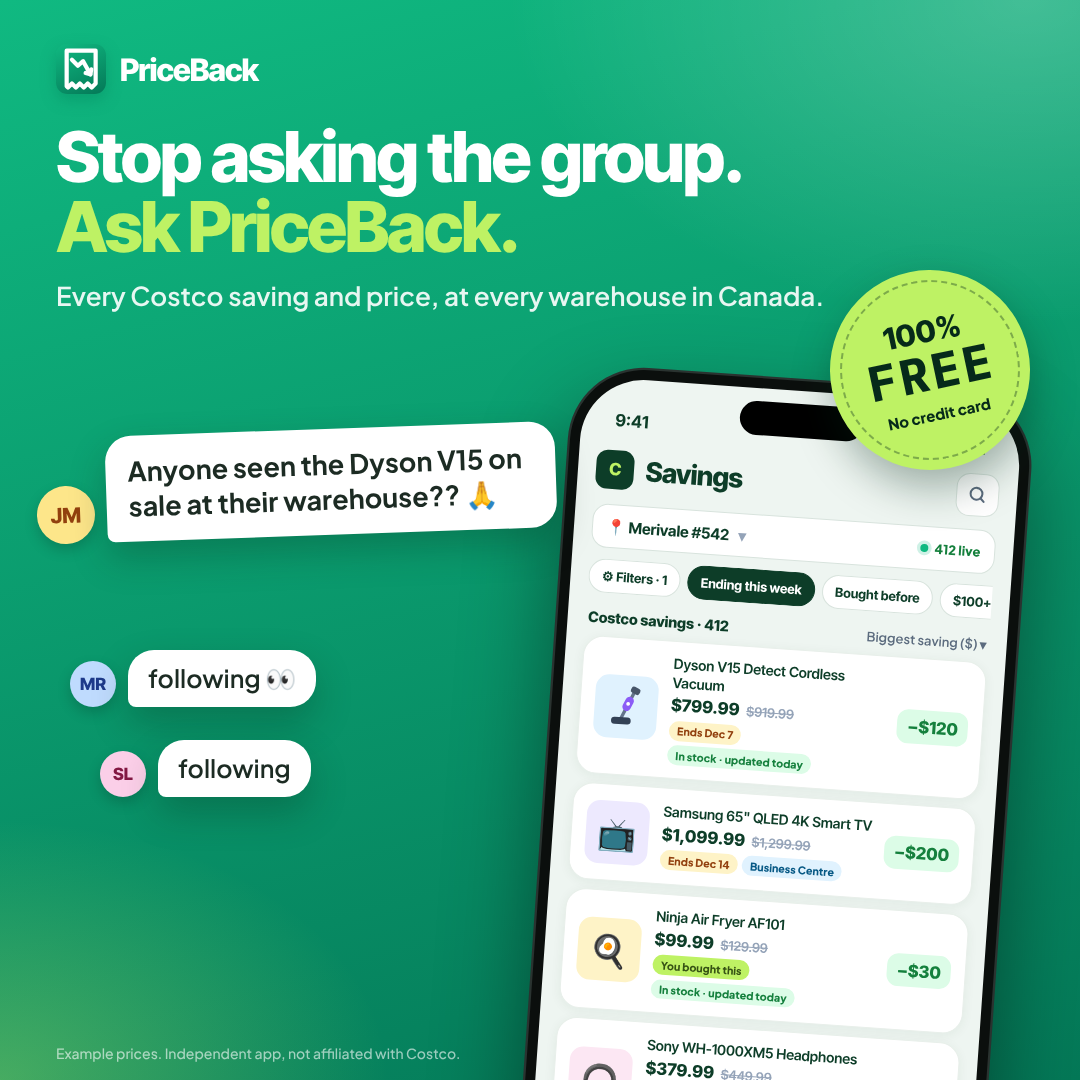 PriceBack
Stop asking the group.
Ask PriceBack.
Every Costco saving and price, at every warehouse in Canada.
100%
FREE
No credit card
Anyone seen the Dyson V15 on
sale at their warehouse?? 🙏
JM
MR
following 👀
SL
following
9:41
C
Savings
📍 Merivale #542 ▾
412 live
⚙ Filters · 1
Ending this week
Bought before
$100+
Costco savings · 412
Biggest saving ($) ▾
Dyson V15 Detect Cordless
Vacuum
$799.99 $919.99
Ends Dec 7
In stock · updated today
−$120
Samsung 65" QLED 4K Smart TV
$1,099.99 $1,299.99
Ends Dec 14 Business Centre
−$200
Ninja Air Fryer AF101
$99.99 $129.99
You bought this
In stock · updated today
−$30
Sony WH-1000XM5 Headphones
$379.99 $449.99
Example prices. Independent app, not affiliated with Costco.